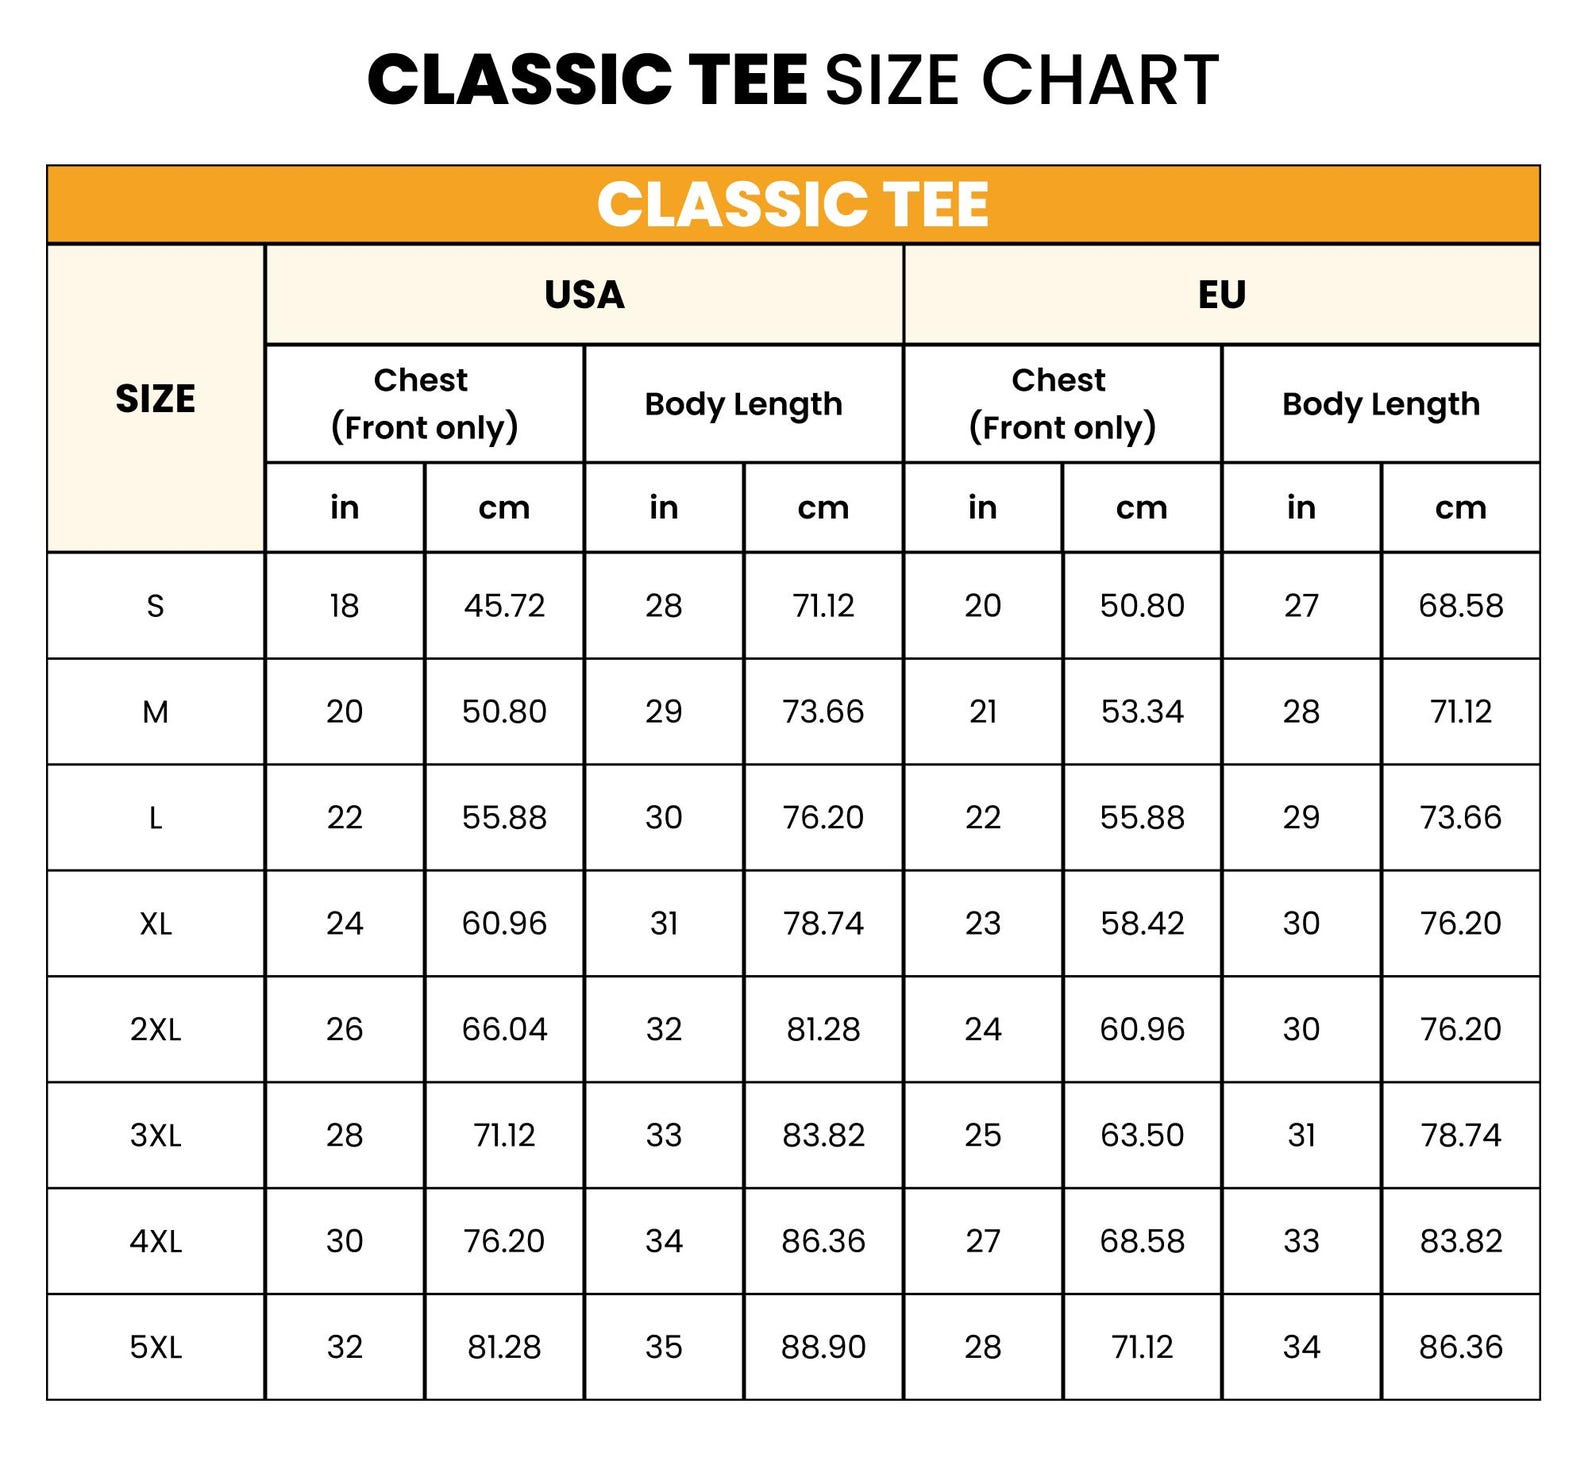 CLASSIC TEE SIZE CHART
CLASSIC TEE
SIZE USA EU
Chest (Front only) Body Length Chest (Front only) Body Length
in cm in cm in cm in cm
S 18 45.72 28 71.12 20 50.80 27 68.58
M 20 50.80 29 73.66 21 53.34 28 71.12
L 22 55.88 30 76.20 22 55.88 29 73.66
XL 24 60.96 31 78.74 23 58.42 30 76.20
2XL 26 66.04 32 81.28 24 60.96 30 76.20
3XL 28 71.12 33 83.82 25 63.50 31 78.74
4XL 30 76.20 34 86.36 27 68.58 33 83.82
5XL 32 81.28 35 88.90 28 71.12 34 86.36